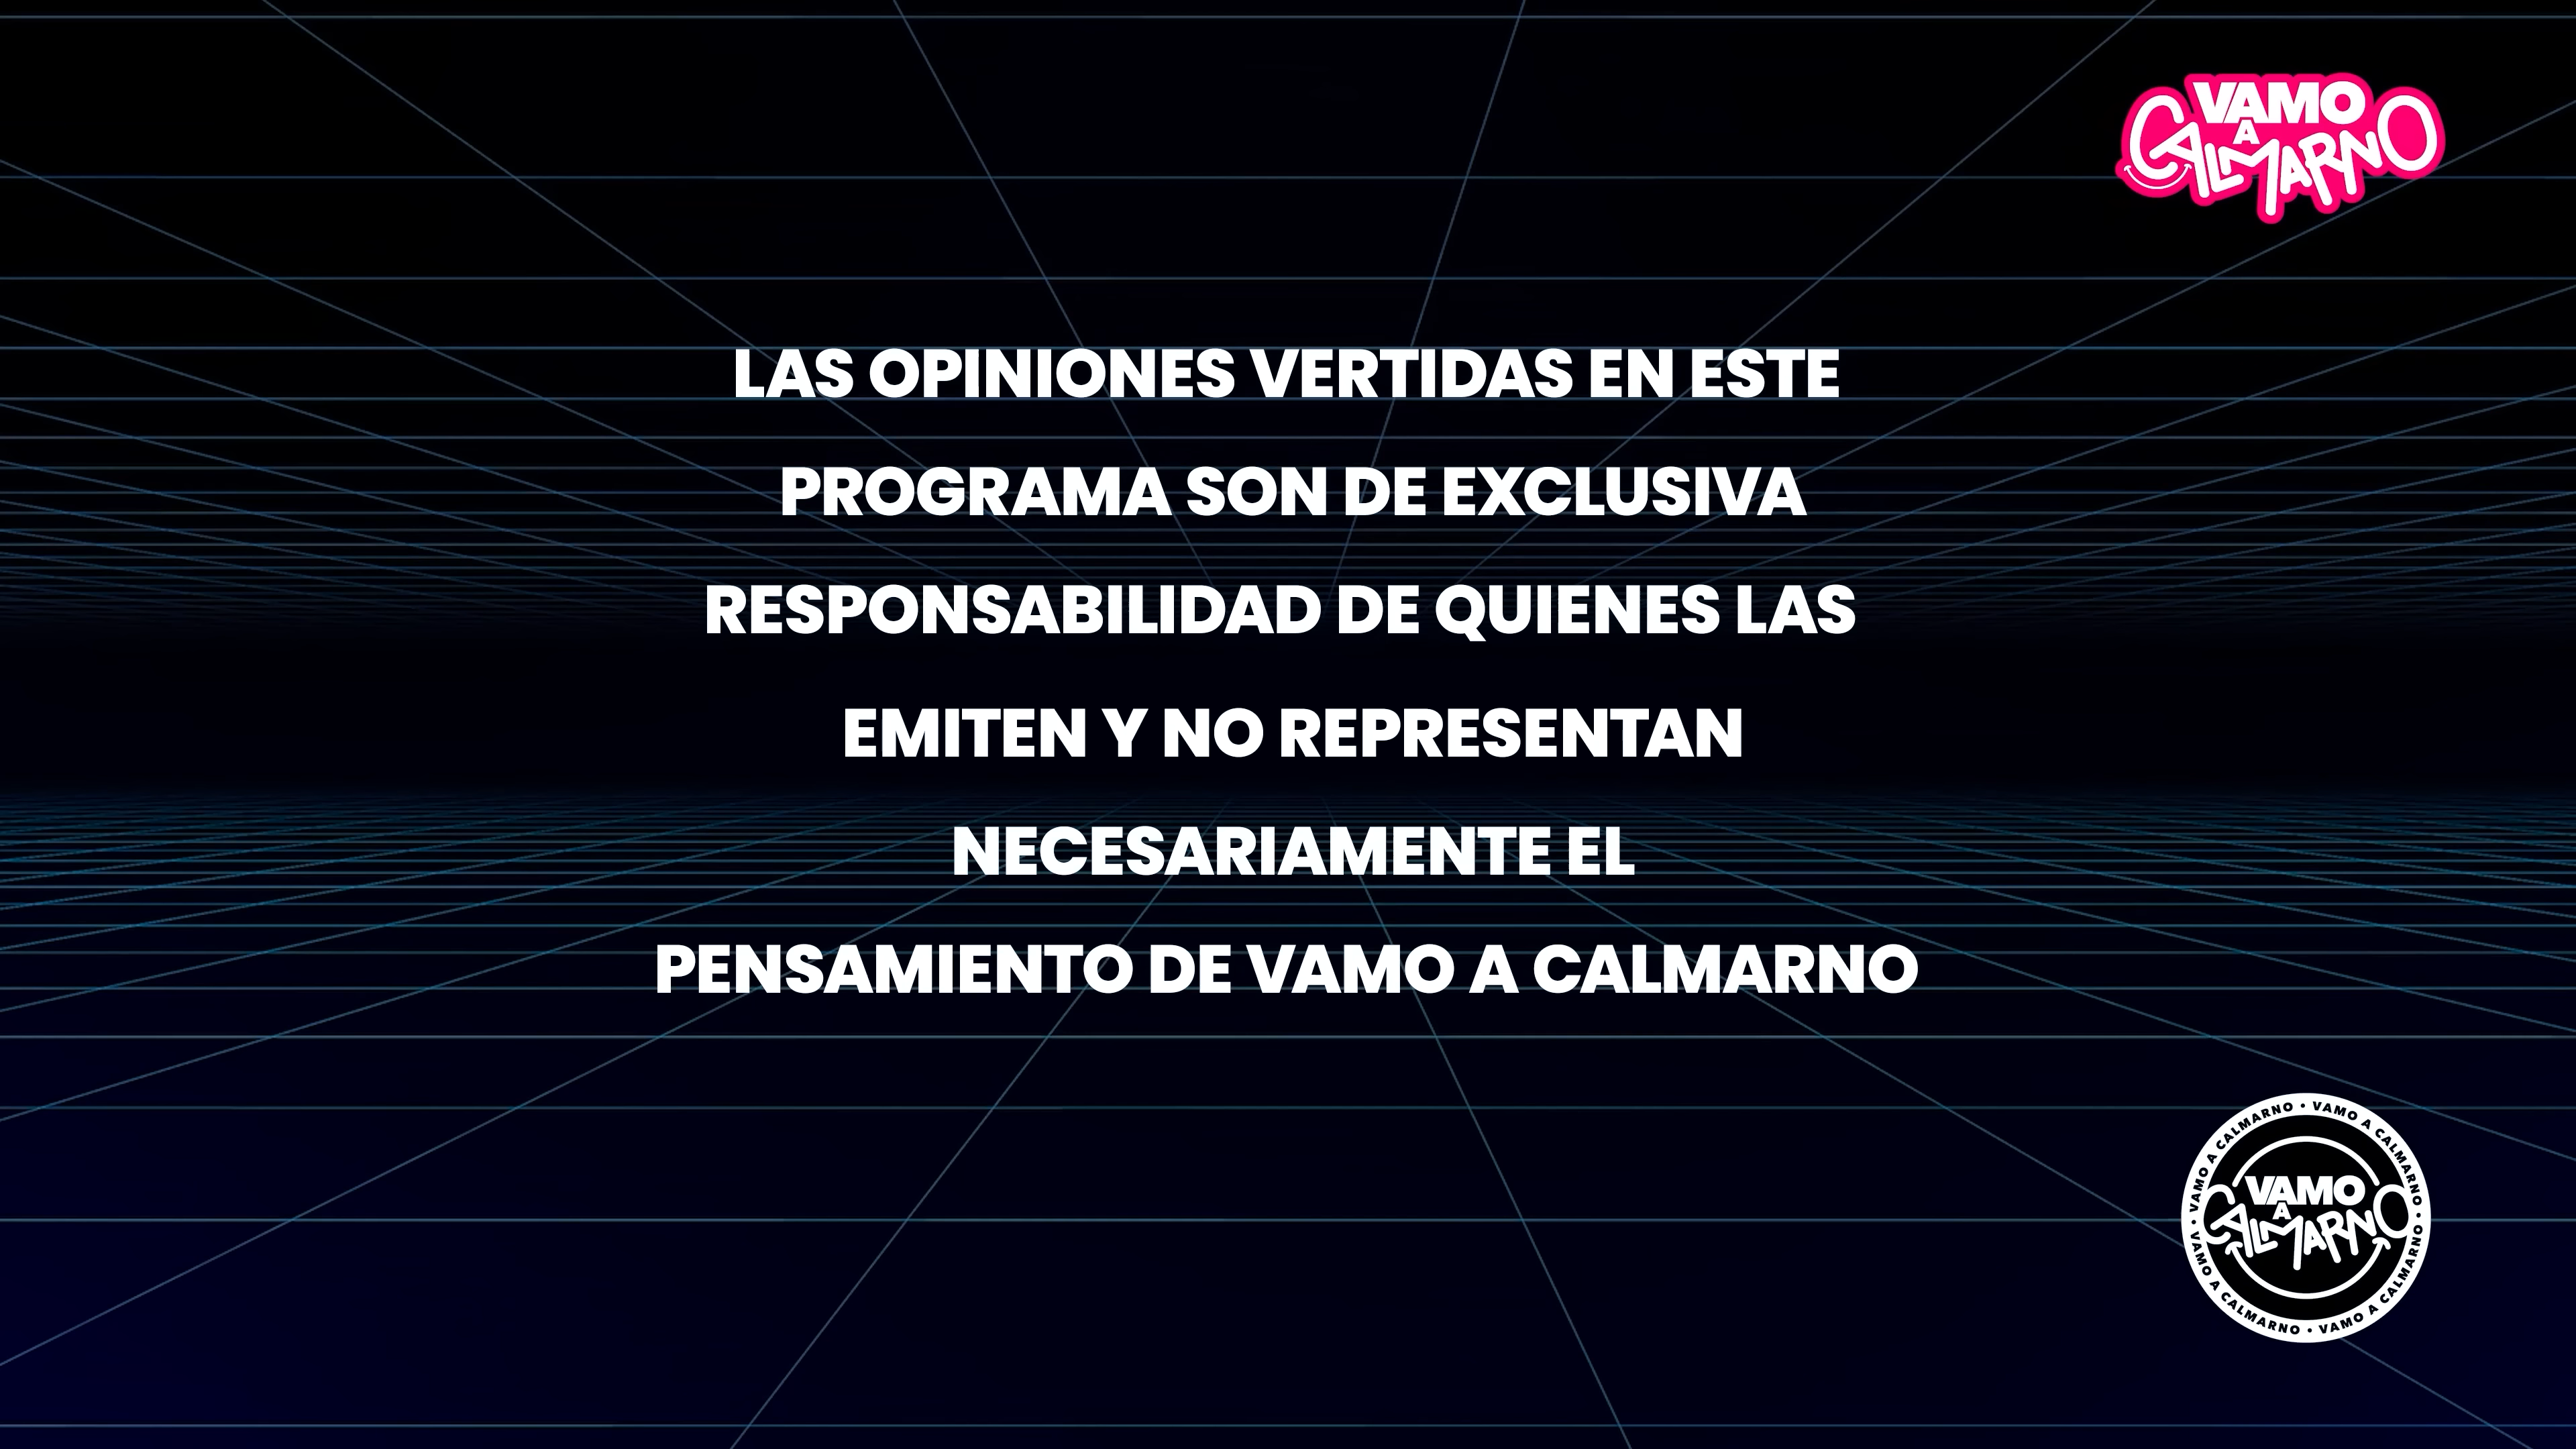 VAMO
A
CALMARNO
LAS OPINIONES VERTIDAS EN ESTE
PROGRAMA SON DE EXCLUSIVA
RESPONSABILIDAD DE QUIENES LAS
EMITEN Y NO REPRESENTAN
NECESARIAMENTE EL
PENSAMIENTO DE VAMO A CALMARNO
VAMO A CALMARNO • VAMO A CALMARNO • VAMO A CALMARNO • VAMO A CALMARNO •
VAMO
A
CALMARNO